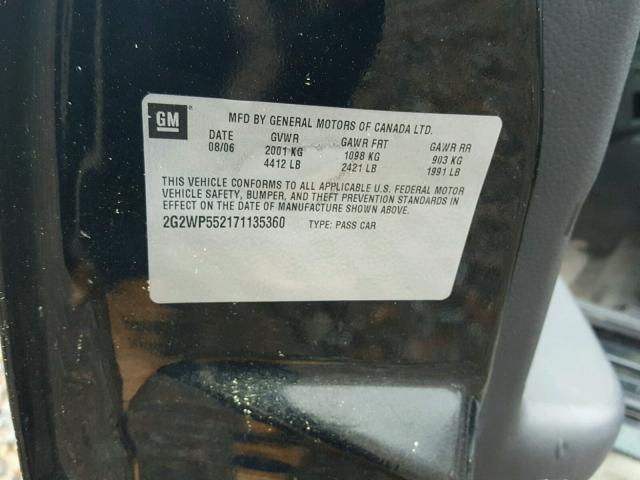 GM
MFD BY GENERAL MOTORS OF CANADA LTD.
DATE GVWR GAWR FRT GAWR RR
08/06 2001 KG 1098 KG 903 KG
4412 LB 2421 LB 1991 LB
THIS VEHICLE CONFORMS TO ALL APPLICABLE U.S. FEDERAL MOTOR
VEHICLE SAFETY, BUMPER, AND THEFT PREVENTION STANDARDS
IN EFFECT ON THE DATE OF MANUFACTURE SHOWN ABOVE.
2G2WP552171135360 TYPE: PASS CAR